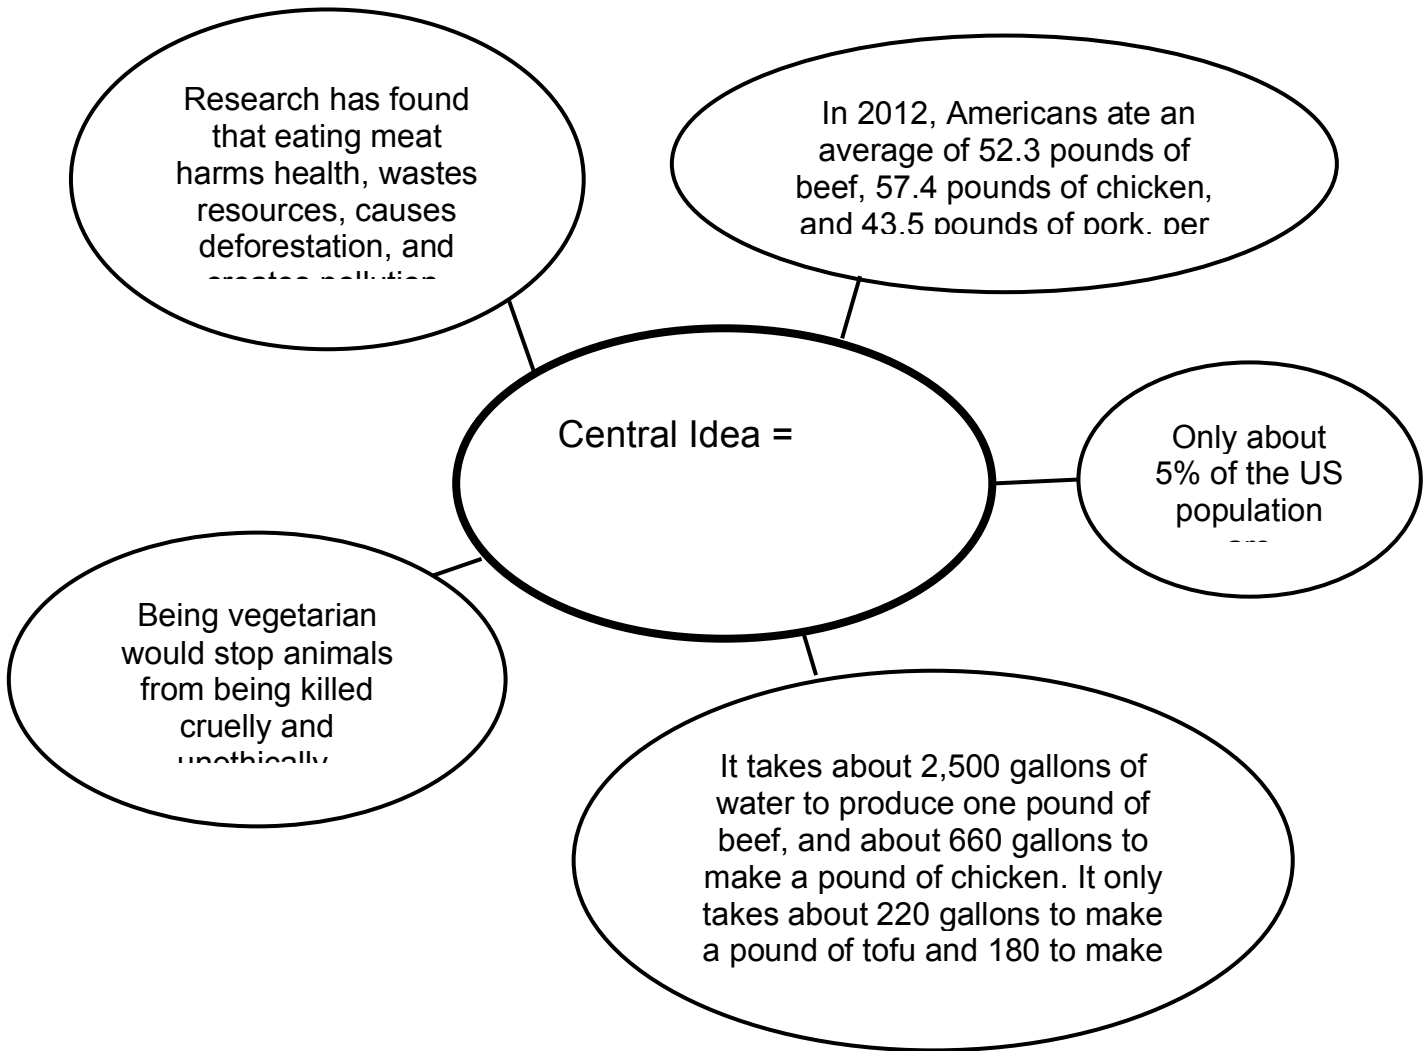 Research has found
that eating meat
harms health, wastes
resources, causes
deforestation, and
creates pollution
In 2012, Americans ate an
average of 52.3 pounds of
beef, 57.4 pounds of chicken,
and 43.5 pounds of pork, per
Central Idea =
Only about
5% of the US
population
are
Being vegetarian
would stop animals
from being killed
cruelly and
unethically
It takes about 2,500 gallons of
water to produce one pound of
beef, and about 660 gallons to
make a pound of chicken. It only
takes about 220 gallons to make
a pound of tofu and 180 to make